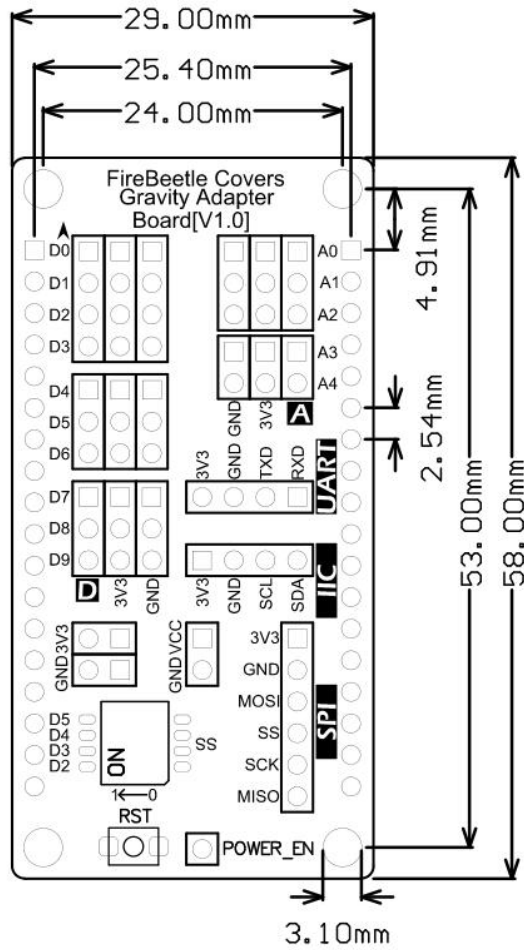 29.00mm
25.40mm
24.00mm
FireBeetle Covers
Gravity Adapter
Board[V1.0]
D0
D1
D2
D3
D4
D5
D6
D7
D8
D9
D
3V3
GND
A0
A1
A2
A3
A4
GND
3V3
A
3V3
GND
TXD
RXD
UART
3V3
GND
SCL
SDA
IIC
3V3
GND
VCC
GND
3V3
GND
MOSI
SS
SCK
MISO
SPI
D5
D4
D3
D2
ON
SS
1←0
RST
POWER_EN
4.91mm
2.54mm
53.00mm
58.00mm
3.10mm